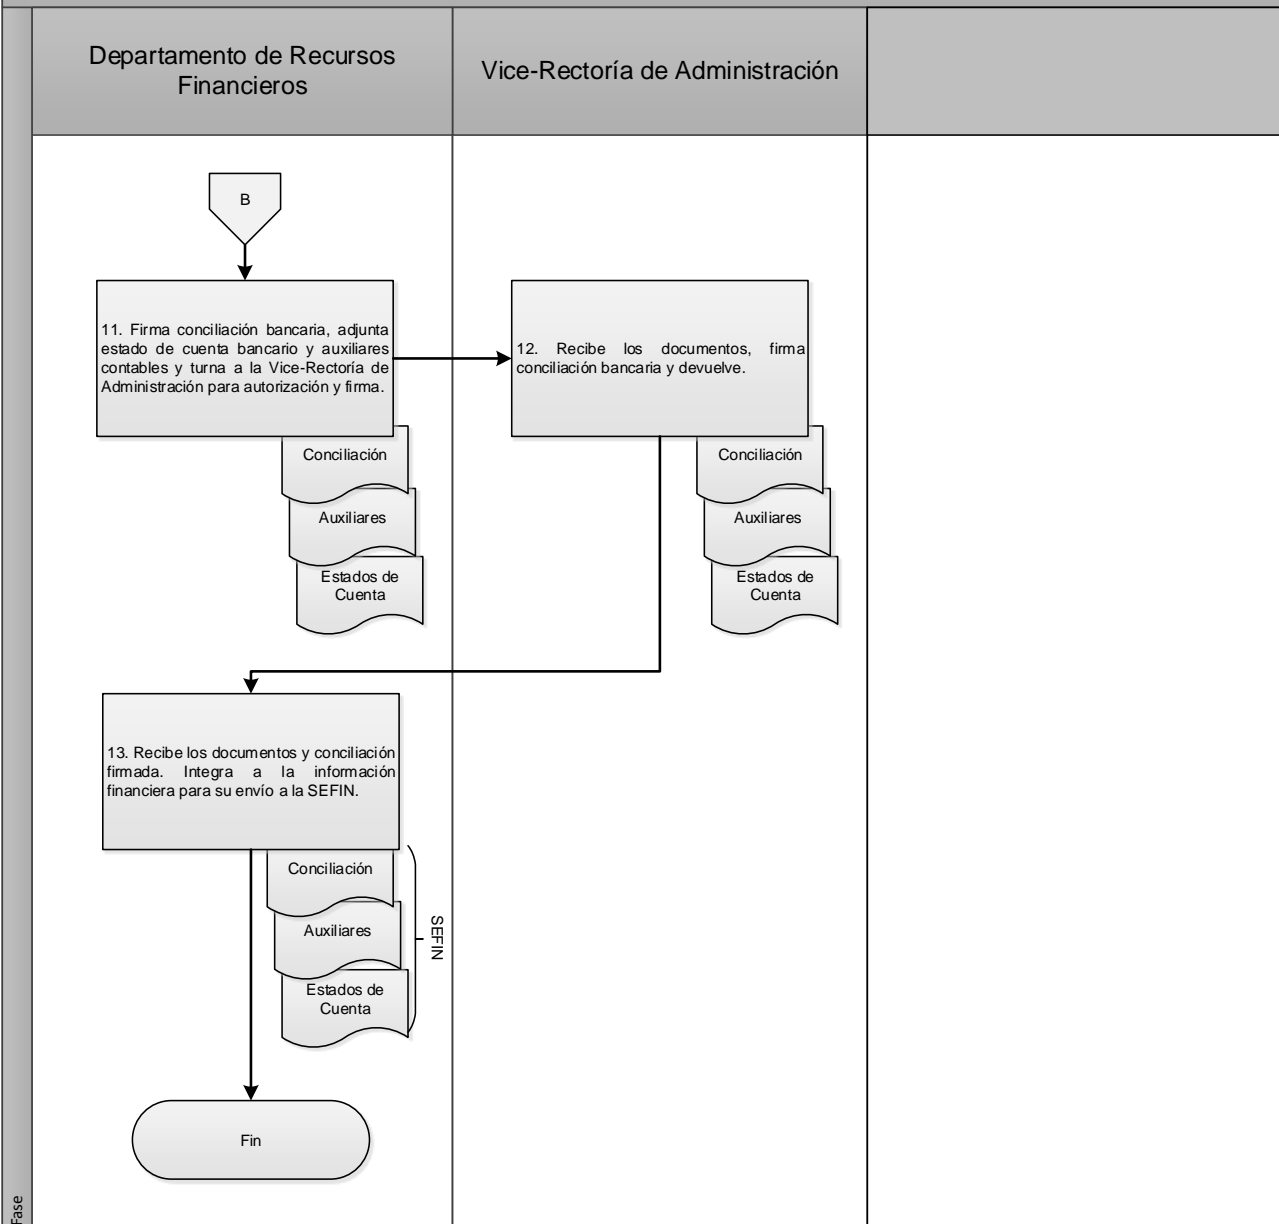 Departamento de Recursos
Financieros
Vice-Rectoría de Administración
B
11. Firma conciliación bancaria, adjunta
estado de cuenta bancario y auxiliares
contables y turna a la Vice-Rectoría de
Administración para autorización y firma.
12. Recibe los documentos, firma
conciliación bancaria y devuelve.
Conciliación
Auxiliares
Estados de
Cuenta
Conciliación
Auxiliares
Estados de
Cuenta
13. Recibe los documentos y conciliación
firmada. Integra a la información
financiera para su envío a la SEFIN.
Conciliación
Auxiliares
Estados de
Cuenta
SEFIN
Fin
Fase